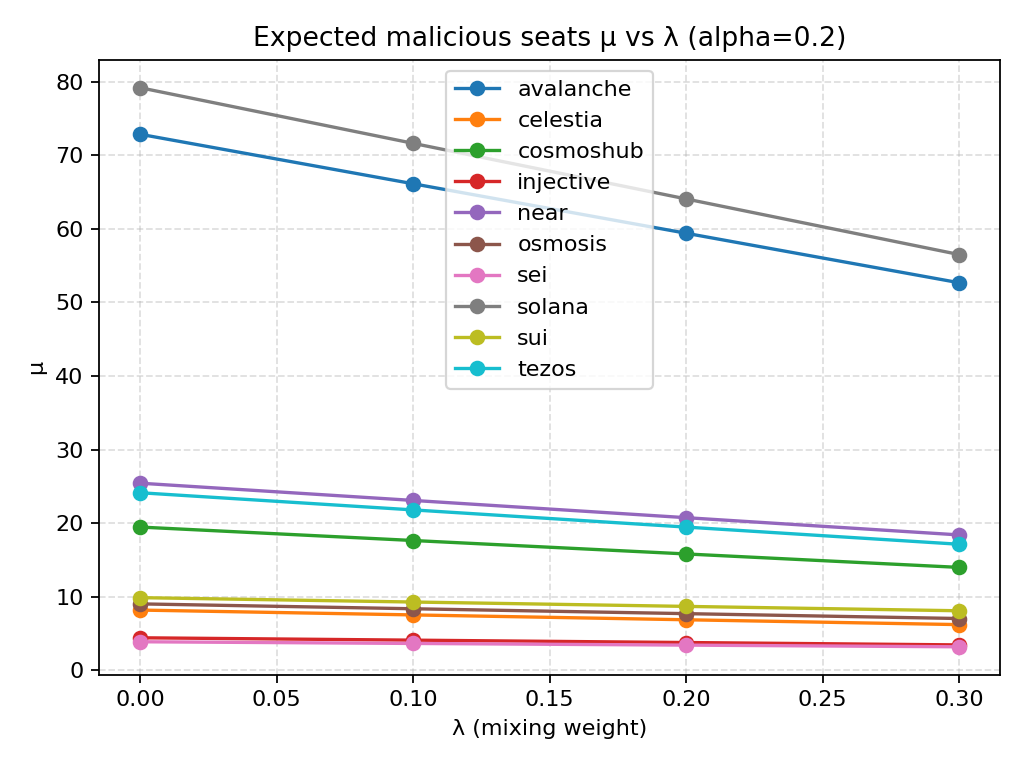 Expected malicious seats μ vs λ (alpha=0.2)
avalanche
celestia
cosmoshub
injective
near
osmosis
sei
solana
sui
tezos
μ
80
70
60
50
40
30
20
10
0
0.00 0.05 0.10 0.15 0.20 0.25 0.30
λ (mixing weight)